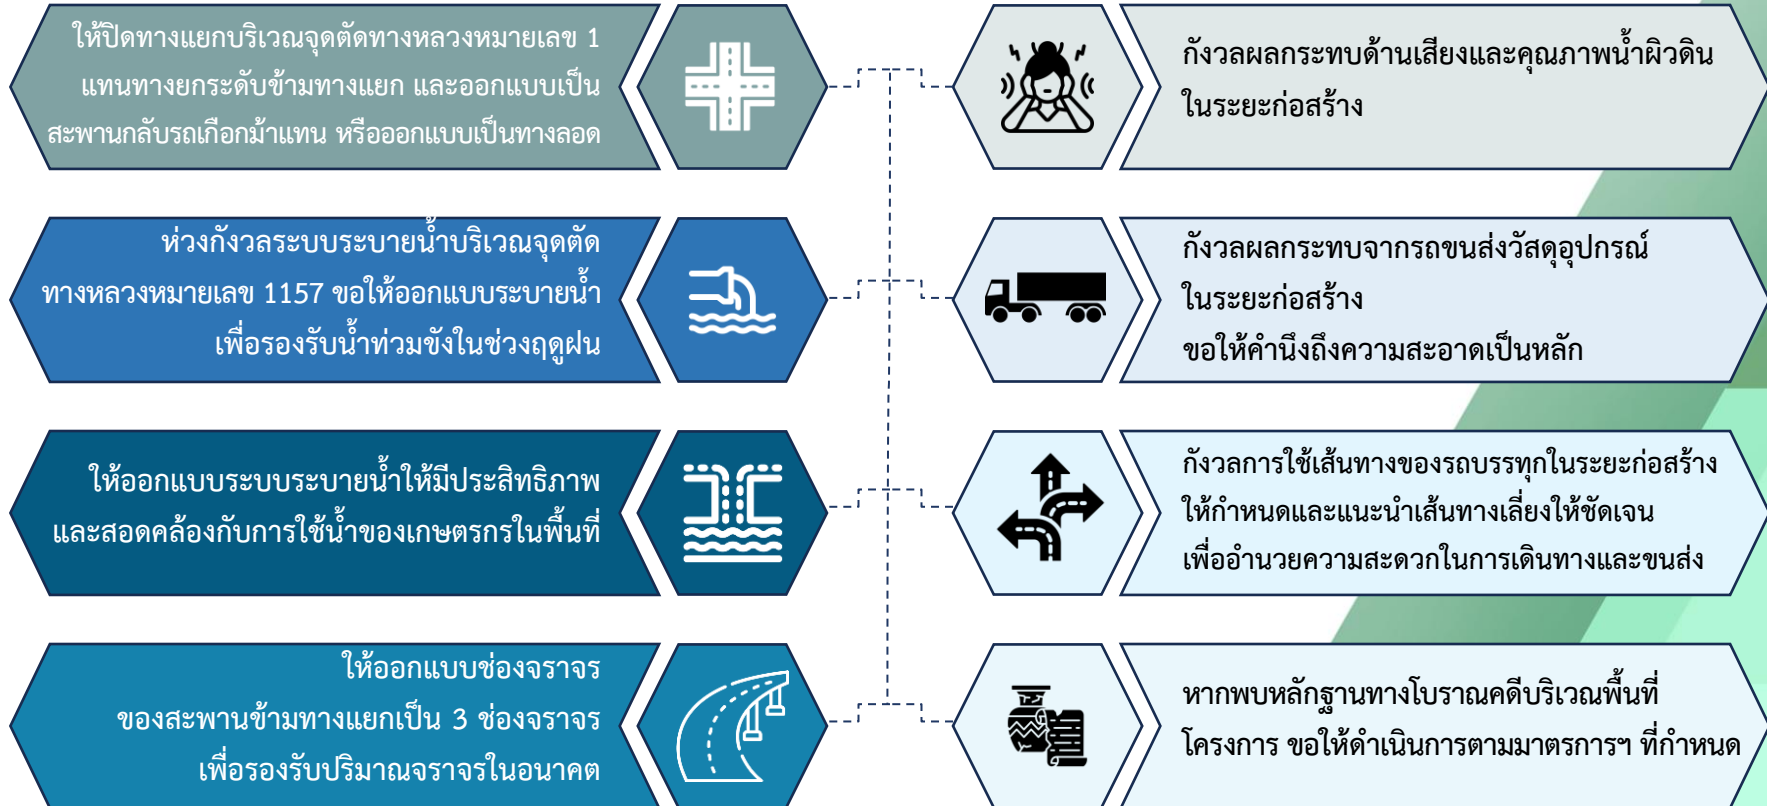 ให้ปิดทางแยกบริเวณจุดตัดทางหลวงหมายเลข 1
แทนทางยกระดับข้ามทางแยก และออกแบบเป็น
สะพานกลับรถเกือกม้าแทน หรือออกแบบเป็นทางลอด
ห่วงกังวลระบบระบายน้ำบริเวณจุดตัด
ทางหลวงหมายเลข 1157 ขอให้ออกแบบระบายน้ำ
เพื่อรองรับน้ำท่วมขังในช่วงฤดูฝน
ให้ออกแบบระบบระบายน้ำให้มีประสิทธิภาพ
และสอดคล้องกับการใช้น้ำของเกษตรกรในพื้นที่
ให้ออกแบบช่องจราจร
ของสะพานข้ามทางแยกเป็น 3 ช่องจราจร
เพื่อรองรับปริมาณจราจรในอนาคต
กังวลผลกระทบด้านเสียงและคุณภาพน้ำผิวดิน
ในระยะก่อสร้าง
กังวลผลกระทบจากรถขนส่งวัสดุอุปกรณ์
ในระยะก่อสร้าง
ขอให้คำนึงถึงความสะอาดเป็นหลัก
กังวลการใช้เส้นทางของรถบรรทุกในระยะก่อสร้าง
ให้กำหนดและแนะนำเส้นทางเลี่ยงให้ชัดเจน
เพื่ออำนวยความสะดวกในการเดินทางและขนส่ง
หากพบหลักฐานทางโบราณคดีบริเวณพื้นที่
โครงการ ขอให้ดำเนินการตามมาตรการฯ ที่กำหนด